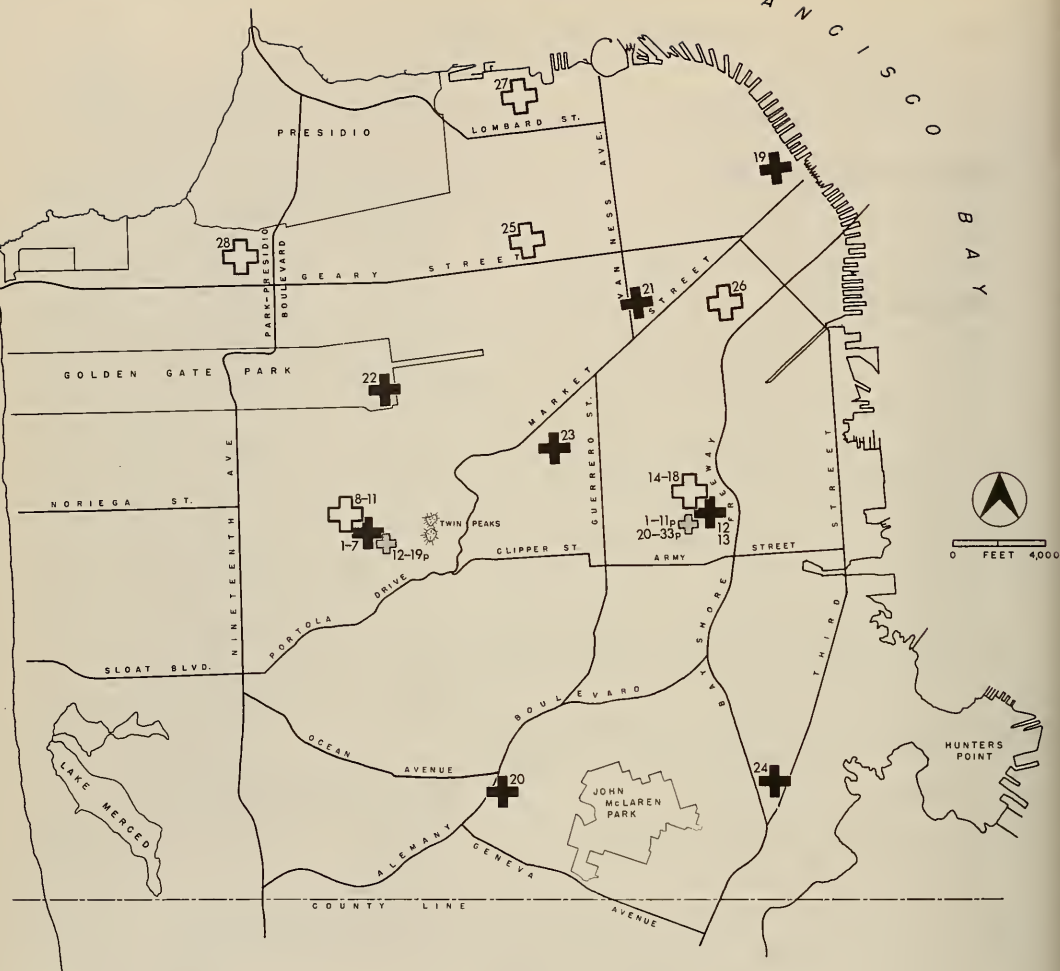 ANCISCO
BAY
27
PRESIDIO
LOMBARD ST.
19
VAN NESS AVE.
25
28
PARK-PRESIDIO
BOULEVARD
GEARY STREET
21
26
GOLDEN GATE PARK
22
MARKET STREET
23
GUERRERO ST.
NINETEENTH AVE
NORIEGA ST.
8-11
1-7
12-19p
TWIN PEAKS
14-18
1-11p
20-33p
12
13
FREEWAY
CLIPPER ST.
ARMY STREET
THIRD STREET
0 FEET 4,000
PORTOLA DRIVE
BAY SHORE
SLOAT BLVD.
ALEMANY BOULEVARD
OCEAN AVENUE
LAKE MERCED
20
JOHN
McLAREN
PARK
24
HUNTERS
POINT
GENEVA AVENUE
COUNTY LINE